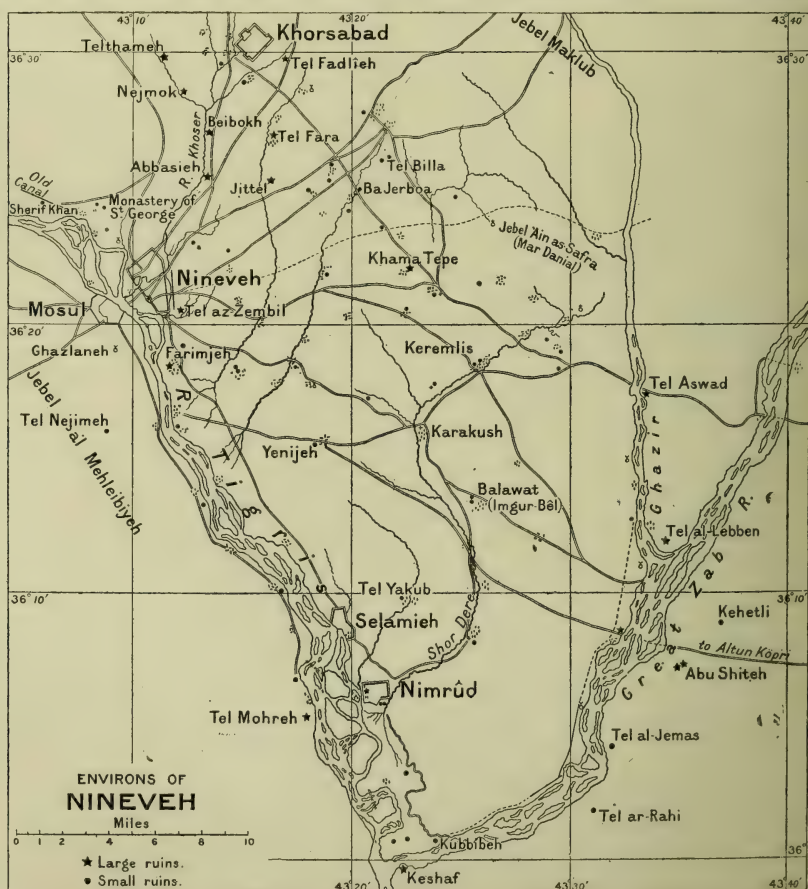 43°10'
43°20'
43°40'
36°30'
36°30'
Khorsabad
Jebel Maklub
Telthameh
Tel Fadlîeh
Nejmok
R. Khoser
Beibokh
Tel Fara
Abbasieh
Tel Billa
Old Canal
Jittel
BaJerboa
Sherif Khan
Monastery of
St. George
Jebel 'Ain as-Safra
(Mar Danial)
Khama Tepe
Nineveh
Mosul
Tel az Zembil
36°20'
36°20'
Ghazlaneh
Farimjeh
Keremlis
Jebel al Mehleibiyeh
Tel Aswad
Tel Nejimeh
R. Tigris
Karakush
Ghazir
Yenijeh
Balawat
(Imgur-Bêl)
Tel al-Lebben
Great Zab R.
36°10'
36°10'
Tel Yakub
Kehetli
Selamieh
Shor Dere
to Altun Köpri
Abu Shiteh
Nimrûd
Tel Mohreh
Tel al-Jemas
ENVIRONS OF
NINEVEH
Miles
0 1 2 4 6 8 10
Tel ar-Rahi
Kubbibeh
36°
★ Large ruins.
• Small ruins.
Keshaf
43°20'
43°30'
43°40'